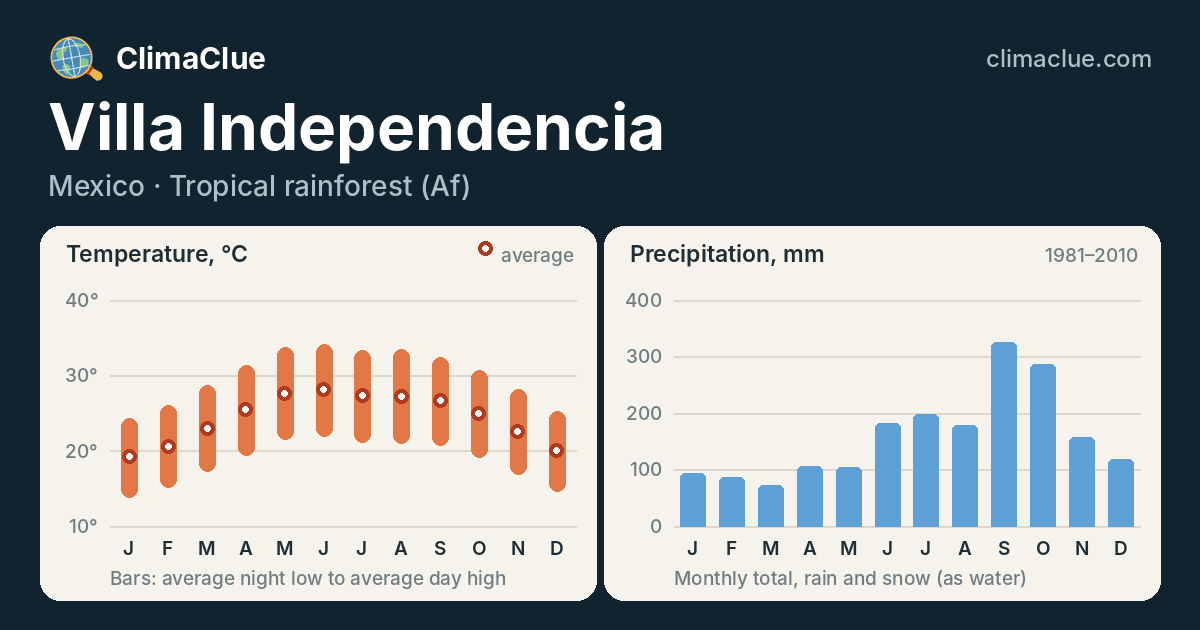 ClimaClue
climaclue.com
Villa Independencia
Mexico · Tropical rainforest (Af)
Temperature, °C
average
40°
30°
20°
10°
J F M A M J J A S O N D
Bars: average night low to average day high
Precipitation, mm
1981–2010
400
300
200
100
0
J F M A M J J A S O N D
Monthly total, rain and snow (as water)